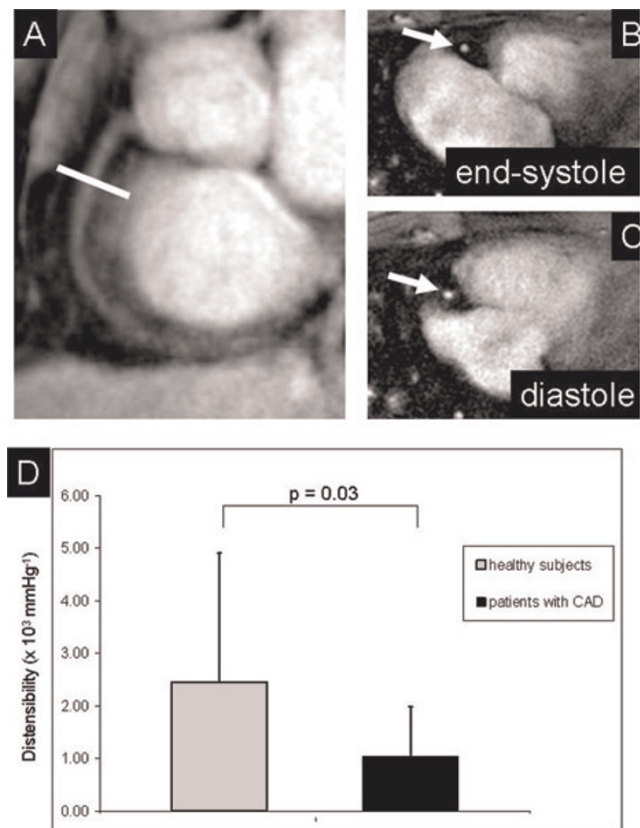 A
B
end-systole
C
diastole
D
p = 0.03
6.00
5.00
4.00
3.00
2.00
1.00
0.00
Distensibility (x 10³ mmHg⁻¹)
healthy subjects
patients with CAD